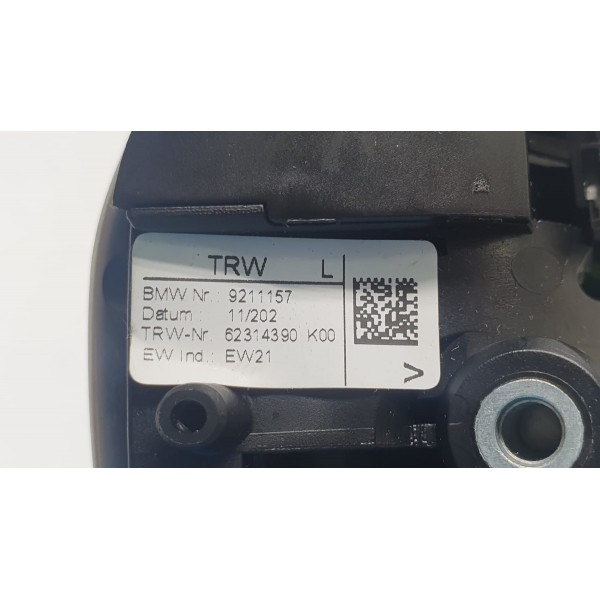 TRW L
BMW Nr. 9211157
Datum : 11/202
TRW-Nr. 62314390 K00
EW Ind.: EW21
V